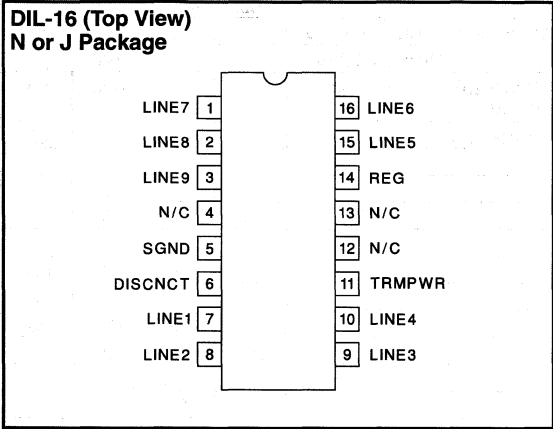 DIL-16 (Top View)
N or J Package
LINE7 1 16 LINE6
LINE8 2 15 LINE5
LINE9 3 14 REG
N/C 4 13 N/C
SGND 5 12 N/C
DISCNCT 6 11 TRMPWR
LINE1 7 10 LINE4
LINE2 8 9 LINE3